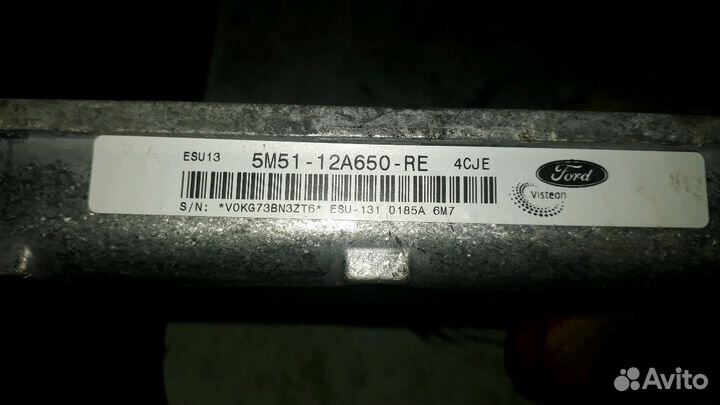 ESU13 5M51-12A650-RE 4CJE
Ford
Visteon
S/N: *V0KG73BN3ZT6* ESU-131 0185A 6M7
Avito